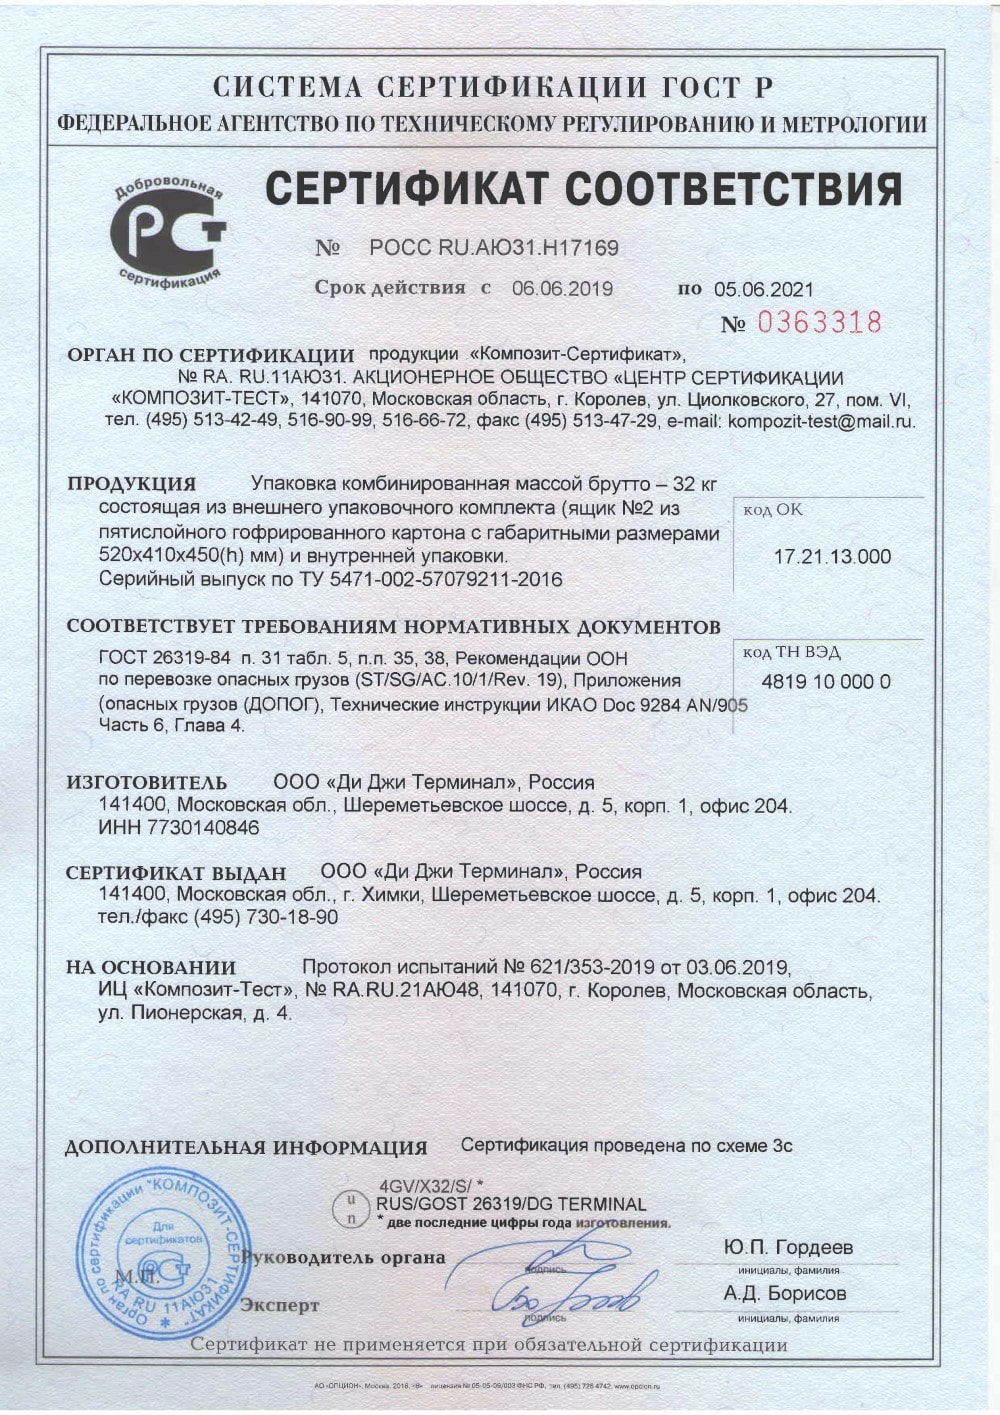 СИСТЕМА СЕРТИФИКАЦИИ ГОСТ Р
ФЕДЕРАЛЬНОЕ АГЕНТСТВО ПО ТЕХНИЧЕСКОМУ РЕГУЛИРОВАНИЮ И МЕТРОЛОГИИ
Добровольная
РСТ
сертификация
СЕРТИФИКАТ СООТВЕТСТВИЯ
№ РОСС RU.АЮ31.Н17169
Срок действия с 06.06.2019 по 05.06.2021
№ 0363318
ОРГАН ПО СЕРТИФИКАЦИИ продукции «Композит-Сертификат»,
№ RA. RU.11АЮ31. АКЦИОНЕРНОЕ ОБЩЕСТВО «ЦЕНТР СЕРТИФИКАЦИИ
«КОМПОЗИТ-ТЕСТ», 141070, Московская область, г. Королев, ул. Циолковского, 27, пом. VI,
тел. (495) 513-42-49, 516-90-99, 516-66-72, факс (495) 513-47-29, e-mail: kompozit-test@mail.ru.
ПРОДУКЦИЯ Упаковка комбинированная массой брутто – 32 кг
состоящая из внешнего упаковочного комплекта (ящик №2 из
пятислойного гофрированного картона с габаритными размерами
520х410х450(h) мм) и внутренней упаковки.
Серийный выпуск по ТУ 5471-002-57079211-2016
код ОК
17.21.13.000
СООТВЕТСТВУЕТ ТРЕБОВАНИЯМ НОРМАТИВНЫХ ДОКУМЕНТОВ
ГОСТ 26319-84 п. 31 табл. 5, п.п. 35, 38, Рекомендации ООН
по перевозке опасных грузов (ST/SG/AC.10/1/Rev. 19), Приложения
(опасных грузов (ДОПОГ), Технические инструкции ИКАО Doc 9284 AN/905
Часть 6, Глава 4.
код ТН ВЭД
4819 10 000 0
ИЗГОТОВИТЕЛЬ ООО «Ди Джи Терминал», Россия
141400, Московская обл., Шереметьевское шоссе, д. 5, корп. 1, офис 204.
ИНН 7730140846
СЕРТИФИКАТ ВЫДАН ООО «Ди Джи Терминал», Россия
141400, Московская обл., г. Химки, Шереметьевское шоссе, д. 5, корп. 1, офис 204.
тел./факс (495) 730-18-90
НА ОСНОВАНИИ Протокол испытаний № 621/353-2019 от 03.06.2019,
ИЦ «Композит-Тест», № RA.RU.21АЮ48, 141070, г. Королев, Московская область,
ул. Пионерская, д. 4.
ДОПОЛНИТЕЛЬНАЯ ИНФОРМАЦИЯ Сертификация проведена по схеме 3с
u
n
4GV/X32/S/ *
RUS/GOST 26319/DG TERMINAL
* две последние цифры года изготовления.
Орган по сертификации "КОМПОЗИТ-СЕРТИФИКАТ" *
RA RU 11АЮ31
Для
сертификатов
РСТ
М.П.
Руководитель органа
подпись
Ю.П. Гордеев
инициалы, фамилия
Эксперт
подпись
А.Д. Борисов
инициалы, фамилия
Сертификат не применяется при обязательной сертификации
АО «ОПЦИОН», Москва, 2018, «В» лицензия № 05-05-09/003 ФНС РФ, тел. (495) 726 4742, www.opcion.ru